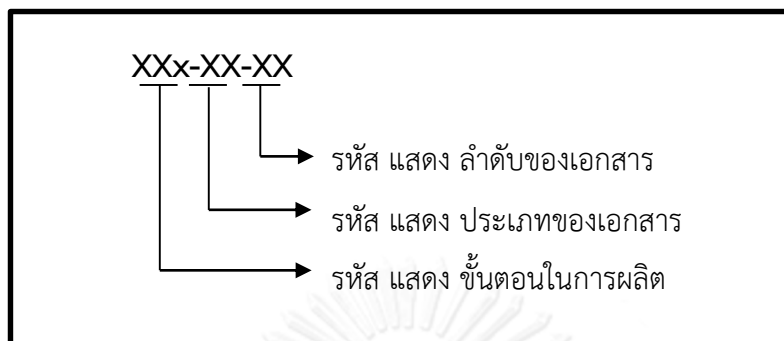 XXx-XX-XX
รหัส แสดง ลำดับของเอกสาร
รหัส แสดง ประเภทของเอกสาร
รหัส แสดง ขั้นตอนในการผลิต